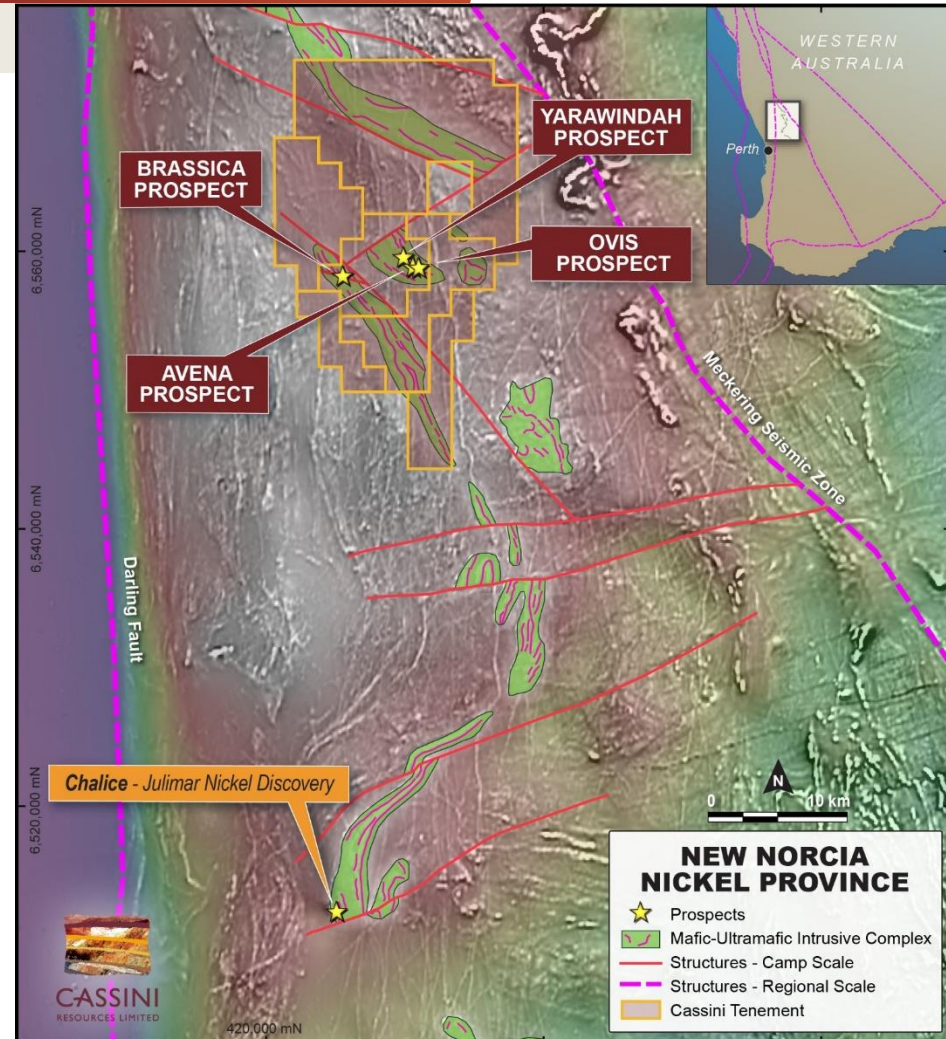 WESTERN
AUSTRALIA
Perth
YARAWINDAH
PROSPECT
BRASSICA
PROSPECT
OVIS
PROSPECT
AVENA
PROSPECT
6,560,000 mN
6,540,000 mN
6,520,000 mN
Meckering Seismic Zone
Darling Fault
Chalice - Julimar Nickel Discovery
N
0 10 km
NEW NORCIA
NICKEL PROVINCE
Prospects
Mafic-Ultramafic Intrusive Complex
Structures - Camp Scale
Structures - Regional Scale
Cassini Tenement
CASSINI
RESOURCES LIMITED
420,000 mN